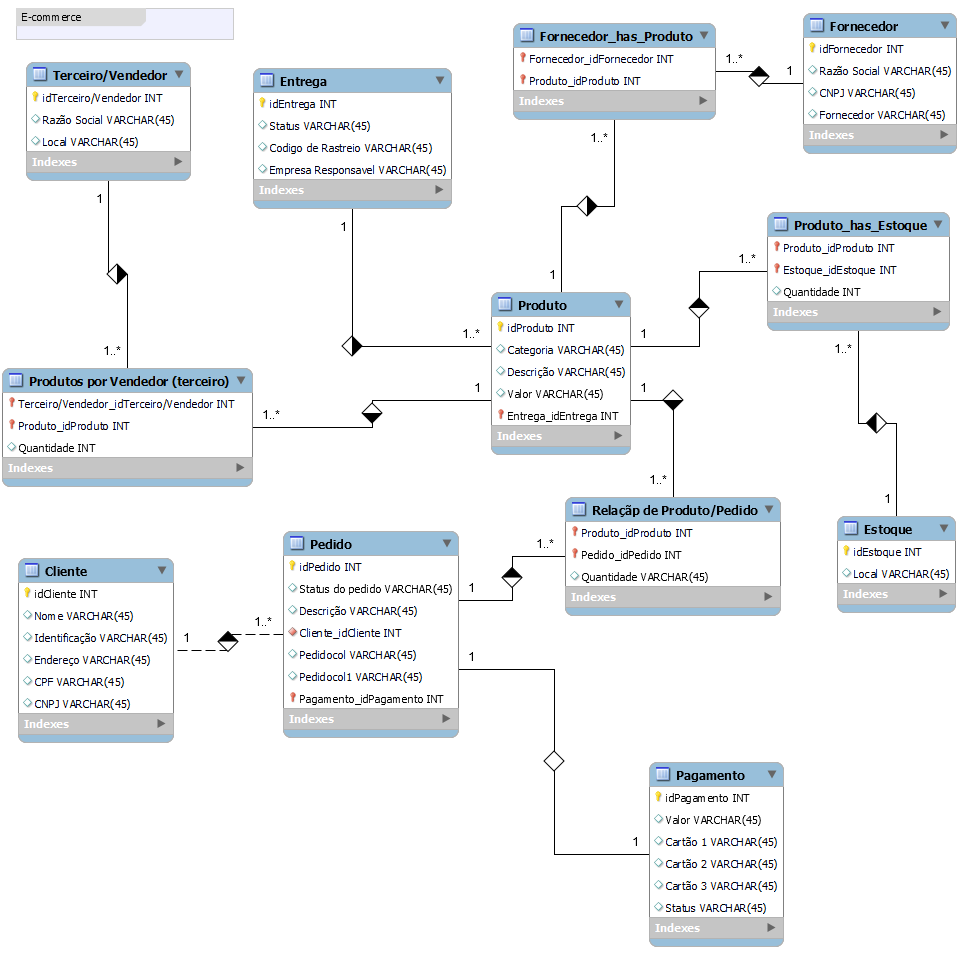 E-commerce
Terceiro/Vendedor
idTerceiro/Vendedor INT
Razão Social VARCHAR(45)
Local VARCHAR(45)
Indexes
Entrega
idEntrega INT
Status VARCHAR(45)
Codigo de Rastreio VARCHAR(45)
Empresa Responsavel VARCHAR(45)
Indexes
Fornecedor_has_Produto
Fornecedor_idFornecedor INT
Produto_idProduto INT
Indexes
1..*
1
Fornecedor
idFornecedor INT
Razão Social VARCHAR(45)
CNPJ VARCHAR(45)
Fornecedor VARCHAR(45)
Indexes
1..*
1
1
1
1..*
Produto_has_Estoque
Produto_idProduto INT
Estoque_idEstoque INT
Quantidade INT
Indexes
1..*
1..*
1
Produto
idProduto INT
Categoria VARCHAR(45)
Descrição VARCHAR(45)
Valor VARCHAR(45)
Entrega_idEntrega INT
Indexes
1
1..*
1
1
1..*
Produtos por Vendedor (terceiro)
Terceiro/Vendedor_idTerceiro/Vendedor INT
Produto_idProduto INT
Quantidade INT
Indexes
1..*
1
Relaçãp de Produto/Pedido
Produto_idProduto INT
Pedido_idPedido INT
Quantidade VARCHAR(45)
Indexes
1
Estoque
idEstoque INT
Local VARCHAR(45)
Indexes
Cliente
idCliente INT
Nome VARCHAR(45)
Identificação VARCHAR(45)
Endereço VARCHAR(45)
CPF VARCHAR(45)
CNPJ VARCHAR(45)
Indexes
1
1..*
Pedido
idPedido INT
Status do pedido VARCHAR(45)
Descrição VARCHAR(45)
Cliente_idCliente INT
Pedidocol VARCHAR(45)
Pedidocol1 VARCHAR(45)
Pagamento_idPagamento INT
Indexes
1..*
1
1
Pagamento
idPagamento INT
Valor VARCHAR(45)
Cartão 1 VARCHAR(45)
Cartão 2 VARCHAR(45)
Cartão 3 VARCHAR(45)
Status VARCHAR(45)
Indexes